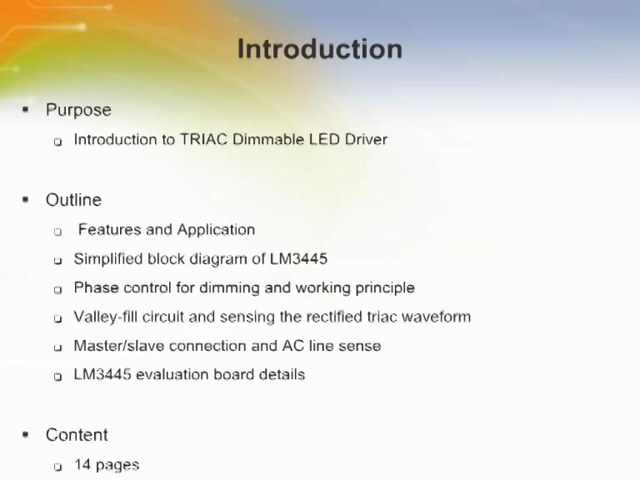 Introduction
Purpose
Introduction to TRIAC Dimmable LED Driver
Outline
Features and Application
Simplified block diagram of LM3445
Phase control for dimming and working principle
Valley-fill circuit and sensing the rectified triac waveform
Master/slave connection and AC line sense
LM3445 evaluation board details
Content
14 pages